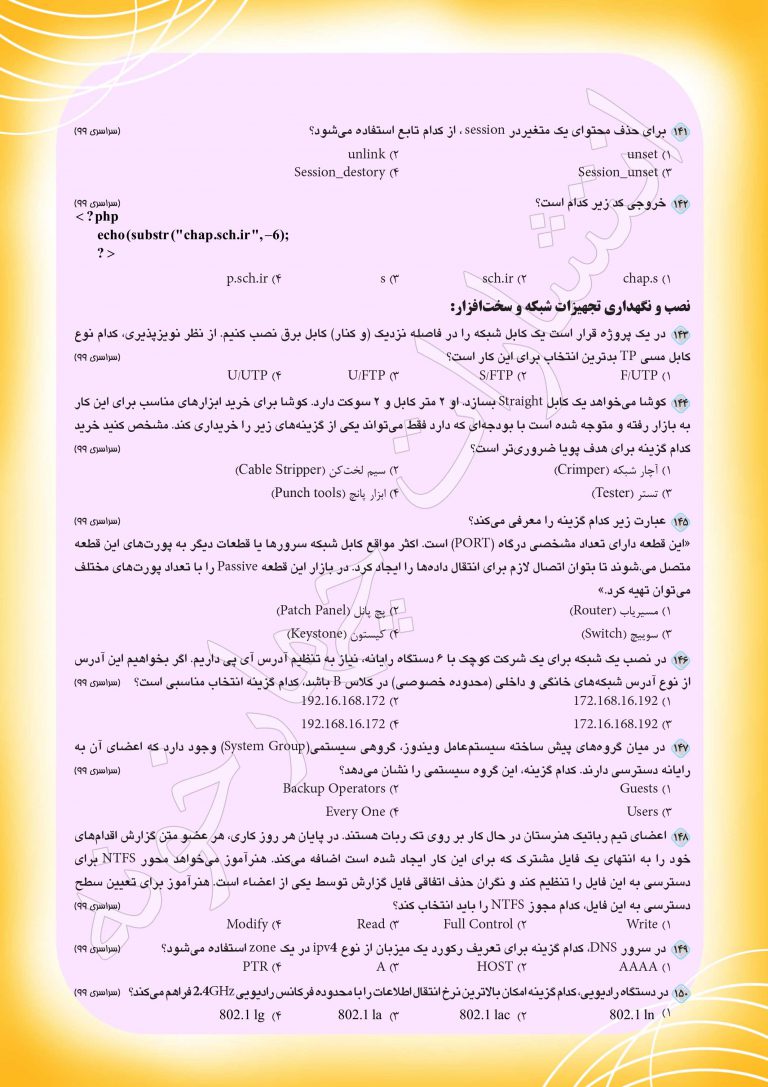 ۱۴۱ برای حذف محتوای یک متغیردر session ، از کدام تابع استفاده می‌شود؟ (سراسری ۹۹)
۱) unset ۲) unlink
۳) Session_unset ۴) Session_destory
۱۴۲ خروجی کد زیر کدام است؟ (سراسری ۹۹)
< ?php
echo(substr ("chap.sch.ir", −6);
? >
۱) chap.s ۲) sch.ir ۳) s ۴) p.sch.ir
نصب و نگهداری تجهیزات شبکه و سخت‌افزار:
۱۴۳ در یک پروژه قرار است یک کابل شبکه را در فاصله نزدیک (و کنار) کابل برق نصب کنیم. از نظر نویزپذیری، کدام نوع
کابل مسی TP بدترین انتخاب برای این کار است؟ (سراسری ۹۹)
۱) F/UTP ۲) S/FTP ۳) U/FTP ۴) U/UTP
۱۴۴ کوشا می‌خواهد یک کابل Straight بسازد. او ۲ متر کابل و ۲ سوکت دارد. کوشا برای خرید ابزارهای مناسب برای این کار
به بازار رفته و متوجه شده است با بودجه‌ای که دارد فقط می‌تواند یکی از گزینه‌های زیر را خریداری کند. مشخص کنید خرید
کدام گزینه برای هدف پویا ضروری‌تر است؟ (سراسری ۹۹)
۱) آچار شبکه (Crimper) ۲) سیم لخت‌کن (Cable Stripper)
۳) تستر (Tester) ۴) ابزار پانچ (Punch tools)
۱۴۵ عبارت زیر کدام گزینه را معرفی می‌کند؟ (سراسری ۹۹)
«این قطعه دارای تعداد مشخصی درگاه (PORT) است. اکثر مواقع کابل شبکه سرورها یا قطعات دیگر به پورت‌های این قطعه
متصل می.شوند تا بتوان اتصال لازم برای انتقال داده‌ها را ایجاد کرد. در بازار این قطعه Passive را با تعداد پورت‌های مختلف
می‌توان تهیه کرد.»
۱) مسیریاب (Router) ۲) پچ پانل (Patch Panel)
۳) سوییچ (Switch) ۴) کیستون (Keystone)
۱۴۶ در نصب یک شبکه برای یک شرکت کوچک با ۶ دستگاه رایانه، نیاز به تنظیم آدرس آی پی داریم. اگر بخواهیم این آدرس
از نوع آدرس شبکه‌های خانگی و داخلی (محدوده خصوصی) در کلاس B باشد، کدام گزینه انتخاب مناسبی است؟ (سراسری ۹۹)
۱) 172.168.16.192 ۲) 192.16.168.172
۳) 172.16.168.192 ۴) 192.168.16.172
۱۴۷ در میان گروه‌های پیش ساخته سیستم‌عامل ویندوز، گروهی سیستمی(System Group) وجود دارد که اعضای آن به
رایانه دسترسی دارند. کدام گزینه، این گروه سیستمی را نشان می‌دهد؟ (سراسری ۹۹)
۱) Guests ۲) Backup Operators
۳) Users ۴) Every One
۱۴۸ اعضای تیم رباتیک هنرستان در حال کار بر روی تک ربات هستند. در پایان هر روز کاری، هر عضو متن گزارش اقدام‌های
خود را به انتهای یک فایل مشترک که برای این کار ایجاد شده است اضافه می‌کند. هنرآموز می‌خواهد محور NTFS برای
دسترسی به این فایل را تنظیم کند و نگران حذف اتفاقی فایل گزارش توسط یکی از اعضاء است. هنرآموز برای تعیین سطح
دسترسی به این فایل، کدام مجوز NTFS را باید انتخاب کند؟ (سراسری ۹۹)
۱) Write ۲) Full Control ۳) Read ۴) Modify
۱۴۹ در سرور DNS، کدام گزینه برای تعریف رکورد یک میزبان از نوع ipv4 در یک zone استفاده می‌شود؟ (سراسری ۹۹)
۱) AAAA ۲) HOST ۳) A ۴) PTR
۱۵۰ در دستگاه رادیویی، کدام گزینه امکان بالاترین نرخ انتقال اطلاعات را با محدوده فرکانس رادیویی 2.4GHz فراهم می‌کند؟ (سراسری ۹۹)
۱) 802.1 ln ۲) 802.1 lac ۳) 802.1 la ۴) 802.1 lg
انتشارات چهارخونه